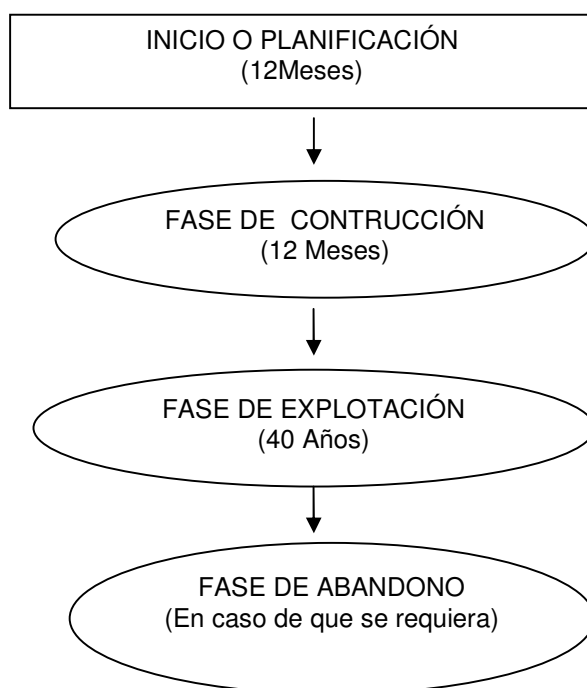 INICIO O PLANIFICACIÓN
(12Meses)
FASE DE CONTRUCCIÓN
(12 Meses)
FASE DE EXPLOTACIÓN
(40 Años)
FASE DE ABANDONO
(En caso de que se requiera)